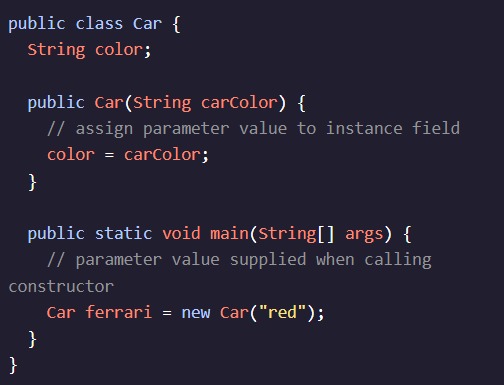 public class Car {
  String color;

  public Car(String carColor) {
    // assign parameter value to instance field
    color = carColor;
  }

  public static void main(String[] args) {
    // parameter value supplied when calling
constructor
    Car ferrari = new Car("red");
  }
}